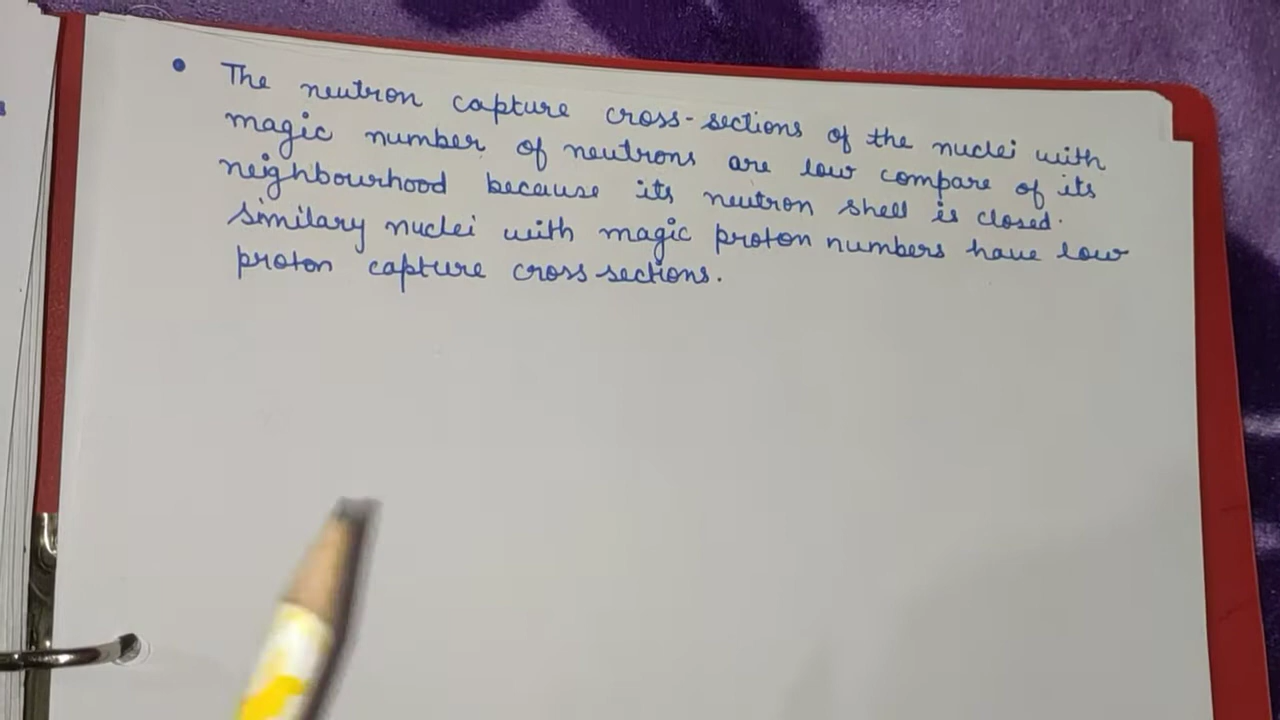 • The neutron capture cross-sections of the nuclei with
magic number of neutrons are low compare of its
neighbourhood because its neutron shell is closed.
similary nuclei with magic proton numbers have low
proton capture cross sections.